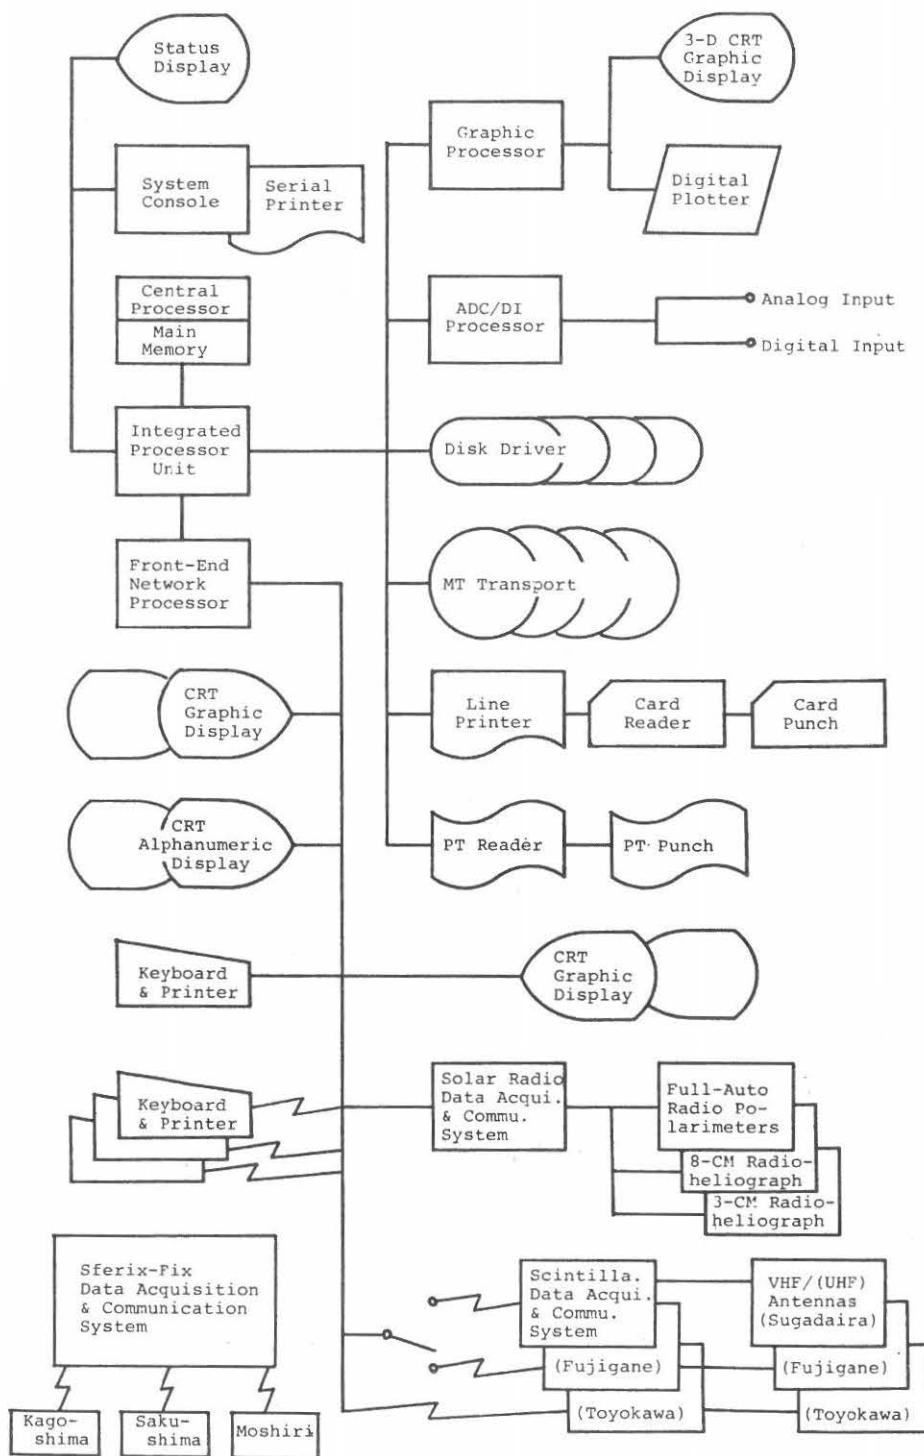 Status
Display
System
Console
Serial
Printer
Central
Processor
Main
Memory
Integrated
Processor
Unit
Front-End
Network
Processor
CRT
Graphic
Display
CRT
Alphanumeric
Display
Keyboard
& Printer
Keyboard
& Printer
Sferix-Fix
Data Acquisition
& Communication
System
Kago-
shima
Saku-
shima
Moshiri
Graphic
Processor
3-D CRT
Graphic
Display
Digital
Plotter
ADC/DI
Processor
Analog Input
Digital Input
Disk Driver
MT Transport
Line
Printer
Card
Reader
Card
Punch
PT Reader
PT Punch
CRT
Graphic
Display
Solar Radio
Data Acqui.
& Commu.
System
Full-Auto
Radio Po-
larimeters
8-CM Radio-
heliograph
3-CM Radio-
heliograph
Scintilla.
Data Acqui.
& Commu.
System
(Fujigane)
(Toyokawa)
VHF/(UHF)
Antennas
(Sugadaira)
(Fujigane)
(Toyokawa)